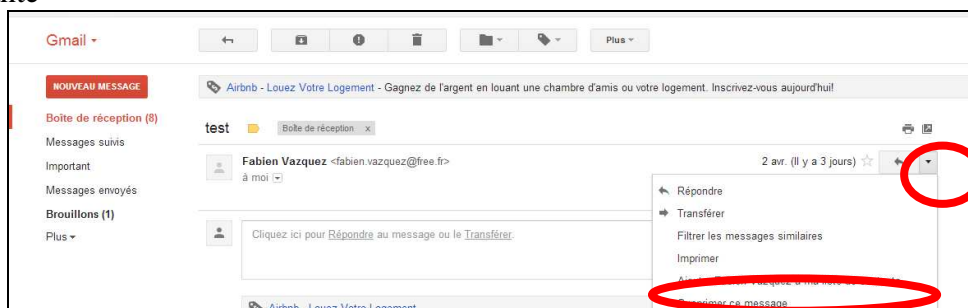 Gmail
Plus
NOUVEAU MESSAGE
Airbnb - Louez Votre Logement - Gagnez de l'argent en louant une chambre d'amis ou votre logement. Inscrivez-vous aujourd'hui!
Boîte de réception (8)
Messages suivis
Important
Messages envoyés
Brouillons (1)
Plus
test
Boîte de réception x
Fabien Vazquez <fabien.vazquez@free.fr>
2 avr. (Il y a 3 jours)
à moi
Répondre
Transférer
Filtrer les messages similaires
Imprimer
Cliquez ici pour Répondre au message ou le Transférer.
ce message
Airbnb - Louez Votre Logement